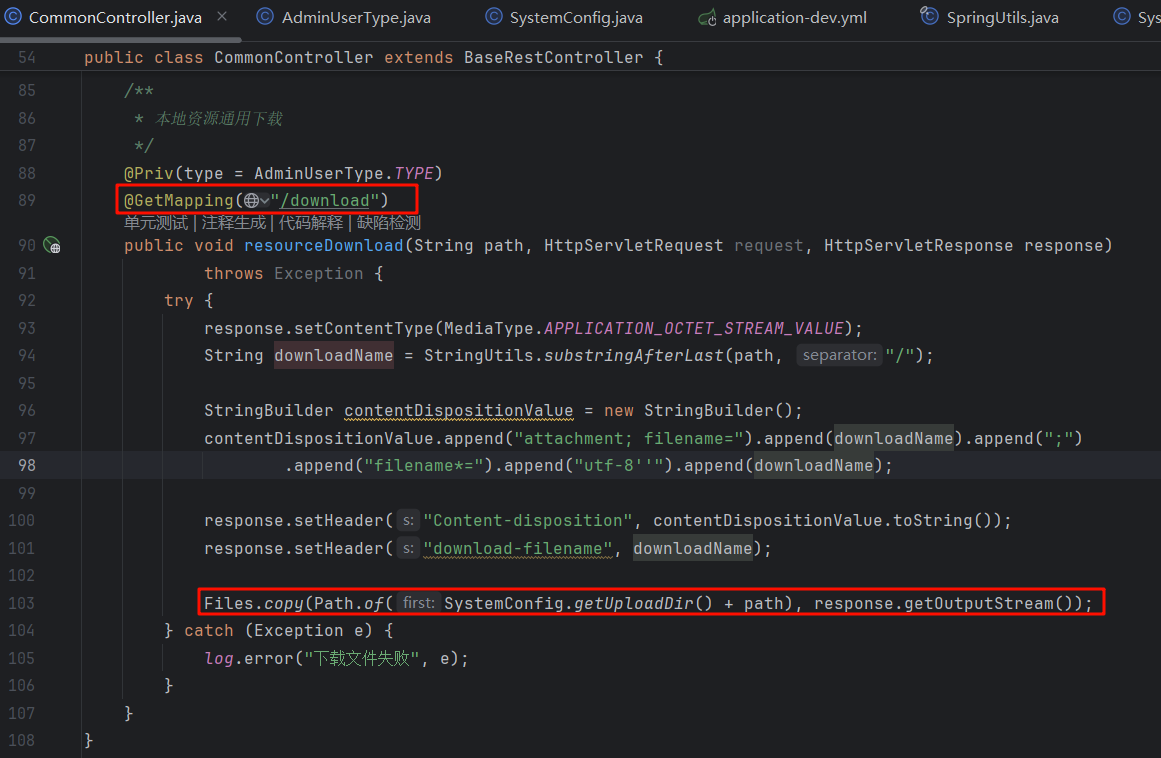 CommonController.java AdminUserType.java SystemConfig.java application-dev.yml SpringUtils.java Sys
54 public class CommonController extends BaseRestController {
85 /**
86 * 本地资源通用下载
87 */
88 @Priv(type = AdminUserType.TYPE)
89 @GetMapping("/download")
单元测试 | 注释生成 | 代码解释 | 缺陷检测
90 public void resourceDownload(String path, HttpServletRequest request, HttpServletResponse response)
91 throws Exception {
92 try {
93 response.setContentType(MediaType.APPLICATION_OCTET_STREAM_VALUE);
94 String downloadName = StringUtils.substringAfterLast(path, separator: "/");
95
96 StringBuilder contentDispositionValue = new StringBuilder();
97 contentDispositionValue.append("attachment; filename=").append(downloadName).append(";")
98 .append("filename*=").append("utf-8''").append(downloadName);
99
100 response.setHeader( s: "Content-disposition", contentDispositionValue.toString());
101 response.setHeader( s: "download-filename", downloadName);
102
103 Files.copy(Path.of( first: SystemConfig.getUploadDir() + path), response.getOutputStream());
104 } catch (Exception e) {
105 log.error("下载文件失败", e);
106 }
107 }
108 }